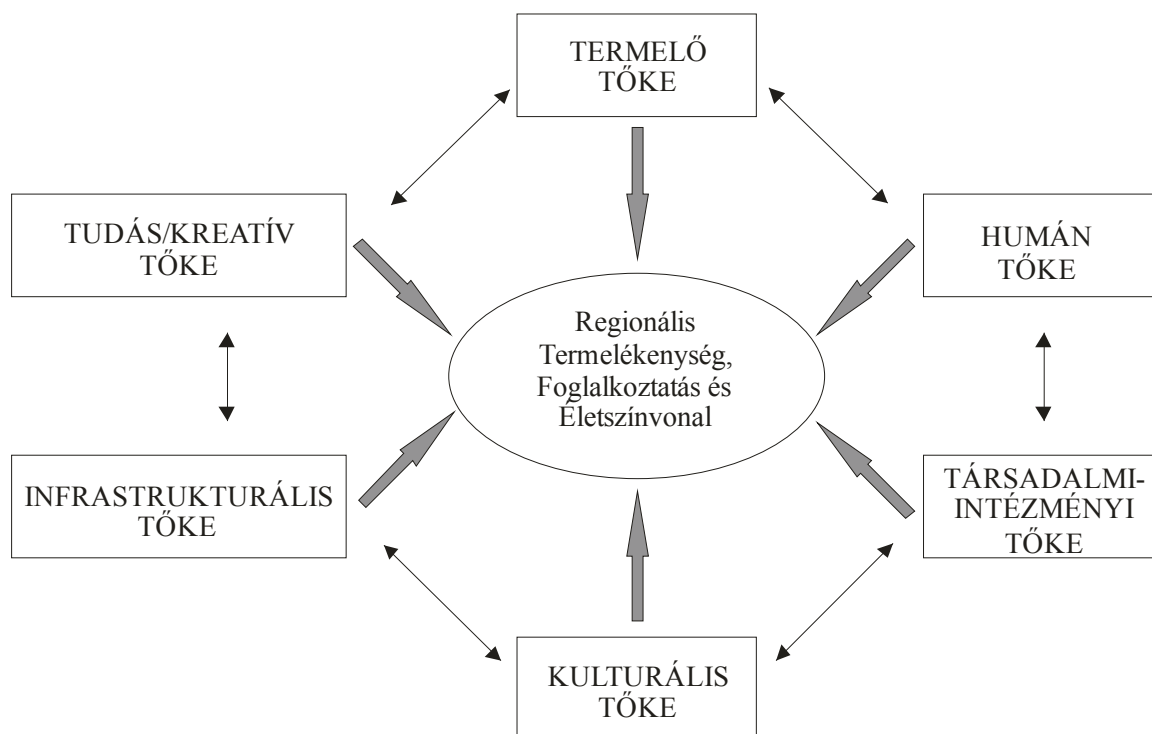 TERMELŐ
TŐKE
TUDÁS/KREATÍV
TŐKE
HUMÁN
TŐKE
Regionális
Termelékenység,
Foglalkoztatás és
Életszínvonal
INFRASTRUKTURÁLIS
TŐKE
TÁRSADALMI-
INTÉZMÉNYI
TŐKE
KULTURÁLIS
TŐKE